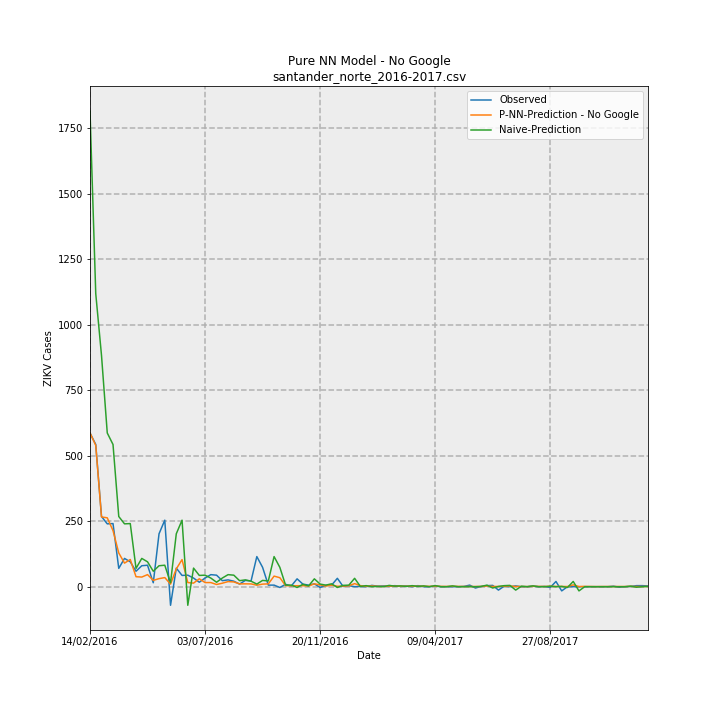 Pure NN Model - No Google
santander_norte_2016-2017.csv
Observed
P-NN-Prediction - No Google
Naive-Prediction
ZIKV Cases
1750
1500
1250
1000
750
500
250
0
14/02/2016
03/07/2016
20/11/2016
09/04/2017
27/08/2017
Date